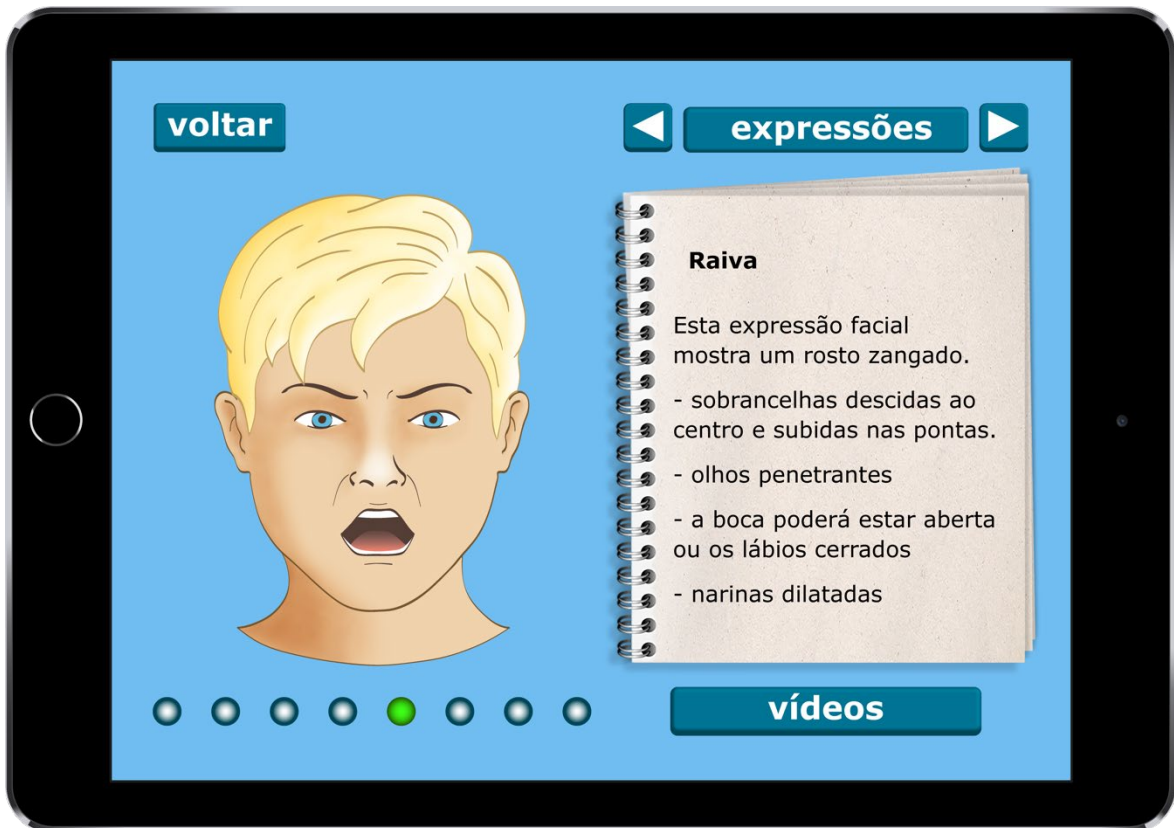 voltar
expressões
Raiva
Esta expressão facial
mostra um rosto zangado.
- sobrancelhas descidas ao
centro e subidas nas pontas.
- olhos penetrantes
- a boca poderá estar aberta
ou os lábios cerrados
- narinas dilatadas
vídeos